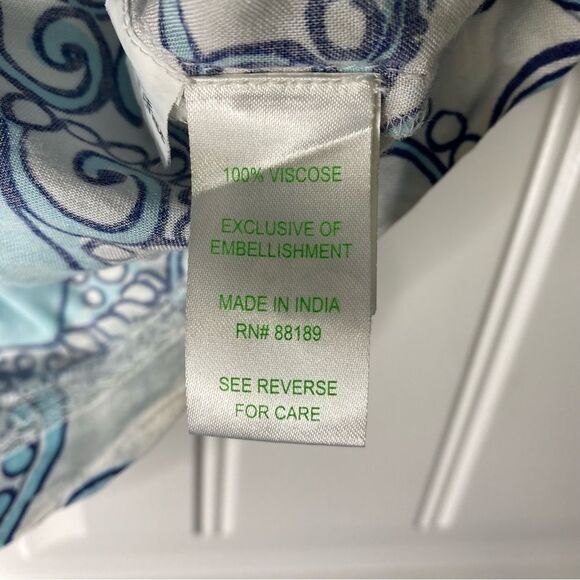 100% VISCOSE
EXCLUSIVE OF
EMBELLISHMENT
MADE IN INDIA
RN# 88189
SEE REVERSE
FOR CARE